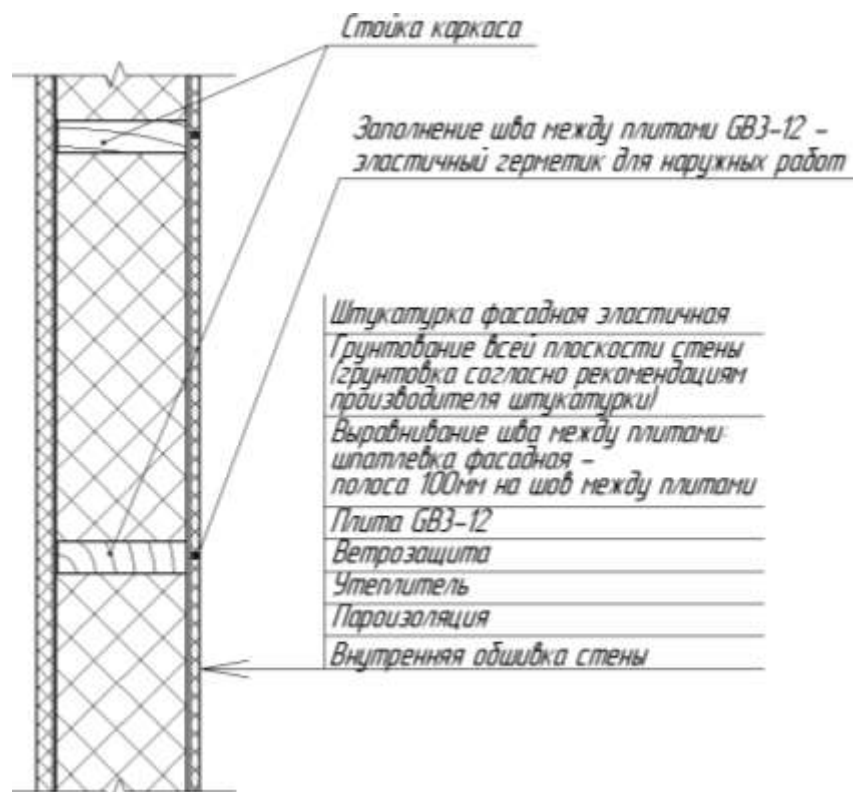 Стойка каркаса
Заполнение шва между плитами GB3-12 -
эластичный герметик для наружных работ
Штукатурка фасадная эластичная
Грунтование всей плоскости стены
(грунтовка согласно рекомендациям
производителя штукатурки)
Выравнивание шва между плитами-
шпатлевка фасадная -
полоса 100мм на шов между плитами
Плита GB3-12
Ветрозащита
Утеплитель
Пароизоляция
Внутренняя обшивка стены